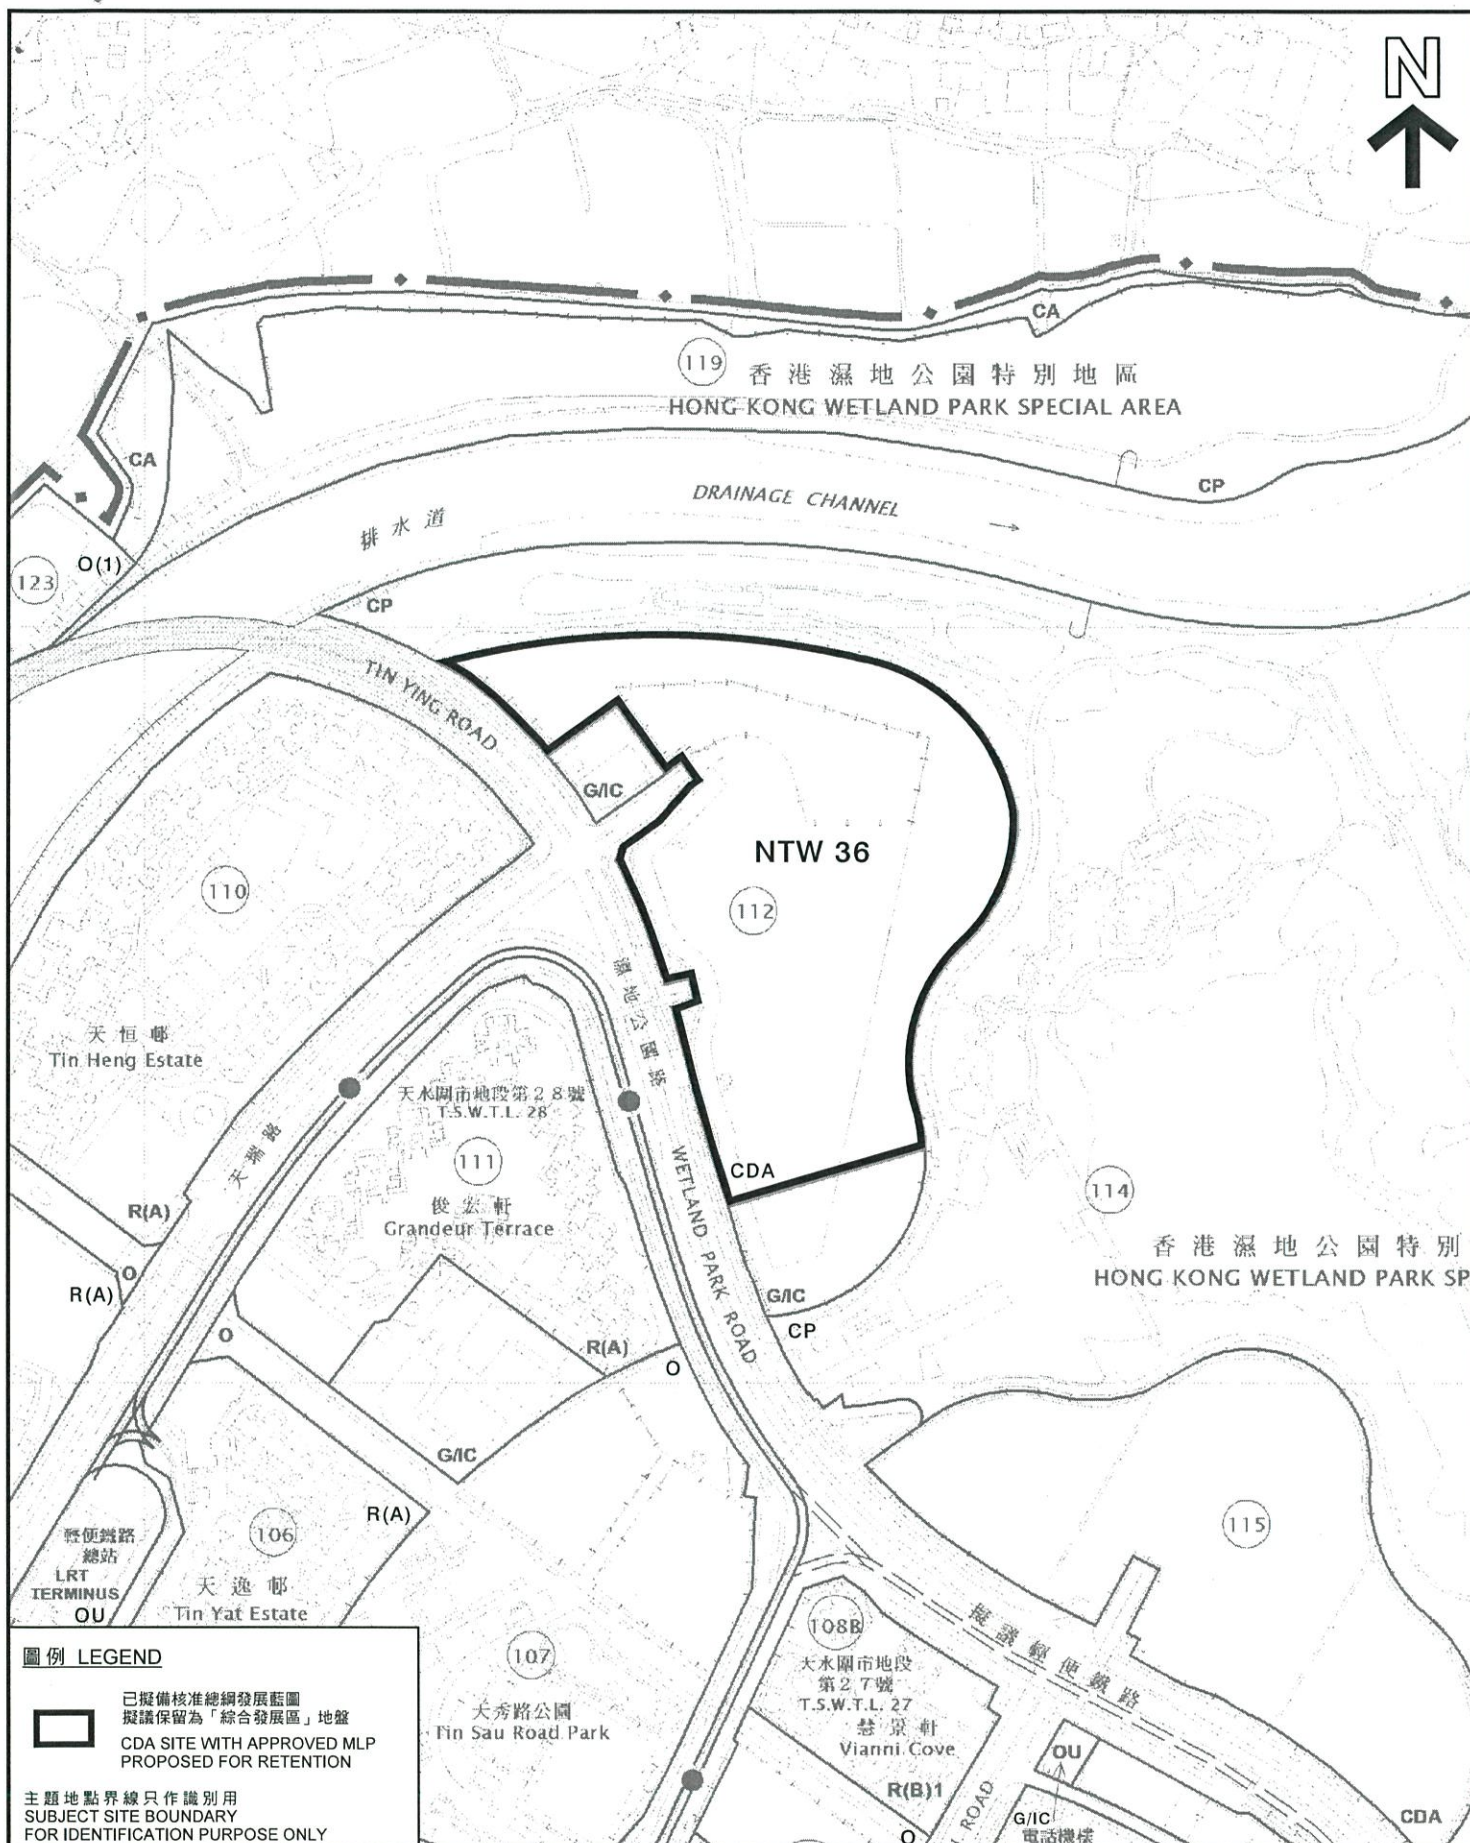 N
CA
119
香港濕地公園特別地區
HONG KONG WETLAND PARK SPECIAL AREA
CA
CP
DRAINAGE CHANNEL
排水道
O(1)
123
CP
TIN YING ROAD
G/IC
NTW 36
110
112
濕地公園路
天恒邨
Tin Heng Estate
天水圍市地段第28號
T.S.W.T.L. 28
天瑞路
111
WETLAND PARK ROAD
CDA
114
俊宏軒
Grandeur Terrace
R(A)
香港濕地公園特別
HONG KONG WETLAND PARK SP
O
R(A)
G/IC
CP
O
R(A)
O
G/IC
R(A)
106
115
輕便鐵路
總站
LRT
TERMINUS
OU
天逸邨
Tin Yat Estate
108B
擬議輕便鐵路
107
天水圍市地段
第27號
T.S.W.T.L. 27
天秀路公園
Tin Sau Road Park
慧景軒
Vianni Cove
OU
R(B)1
ROAD
G/IC
電話機樓
CDA
O
圖例 LEGEND
已擬備核准總綱發展藍圖
擬議保留為「綜合發展區」地盤
CDA SITE WITH APPROVED MLP
PROPOSED FOR RETENTION
主題地點界線只作識別用
SUBJECT SITE BOUNDARY
FOR IDENTIFICATION PURPOSE ONLY